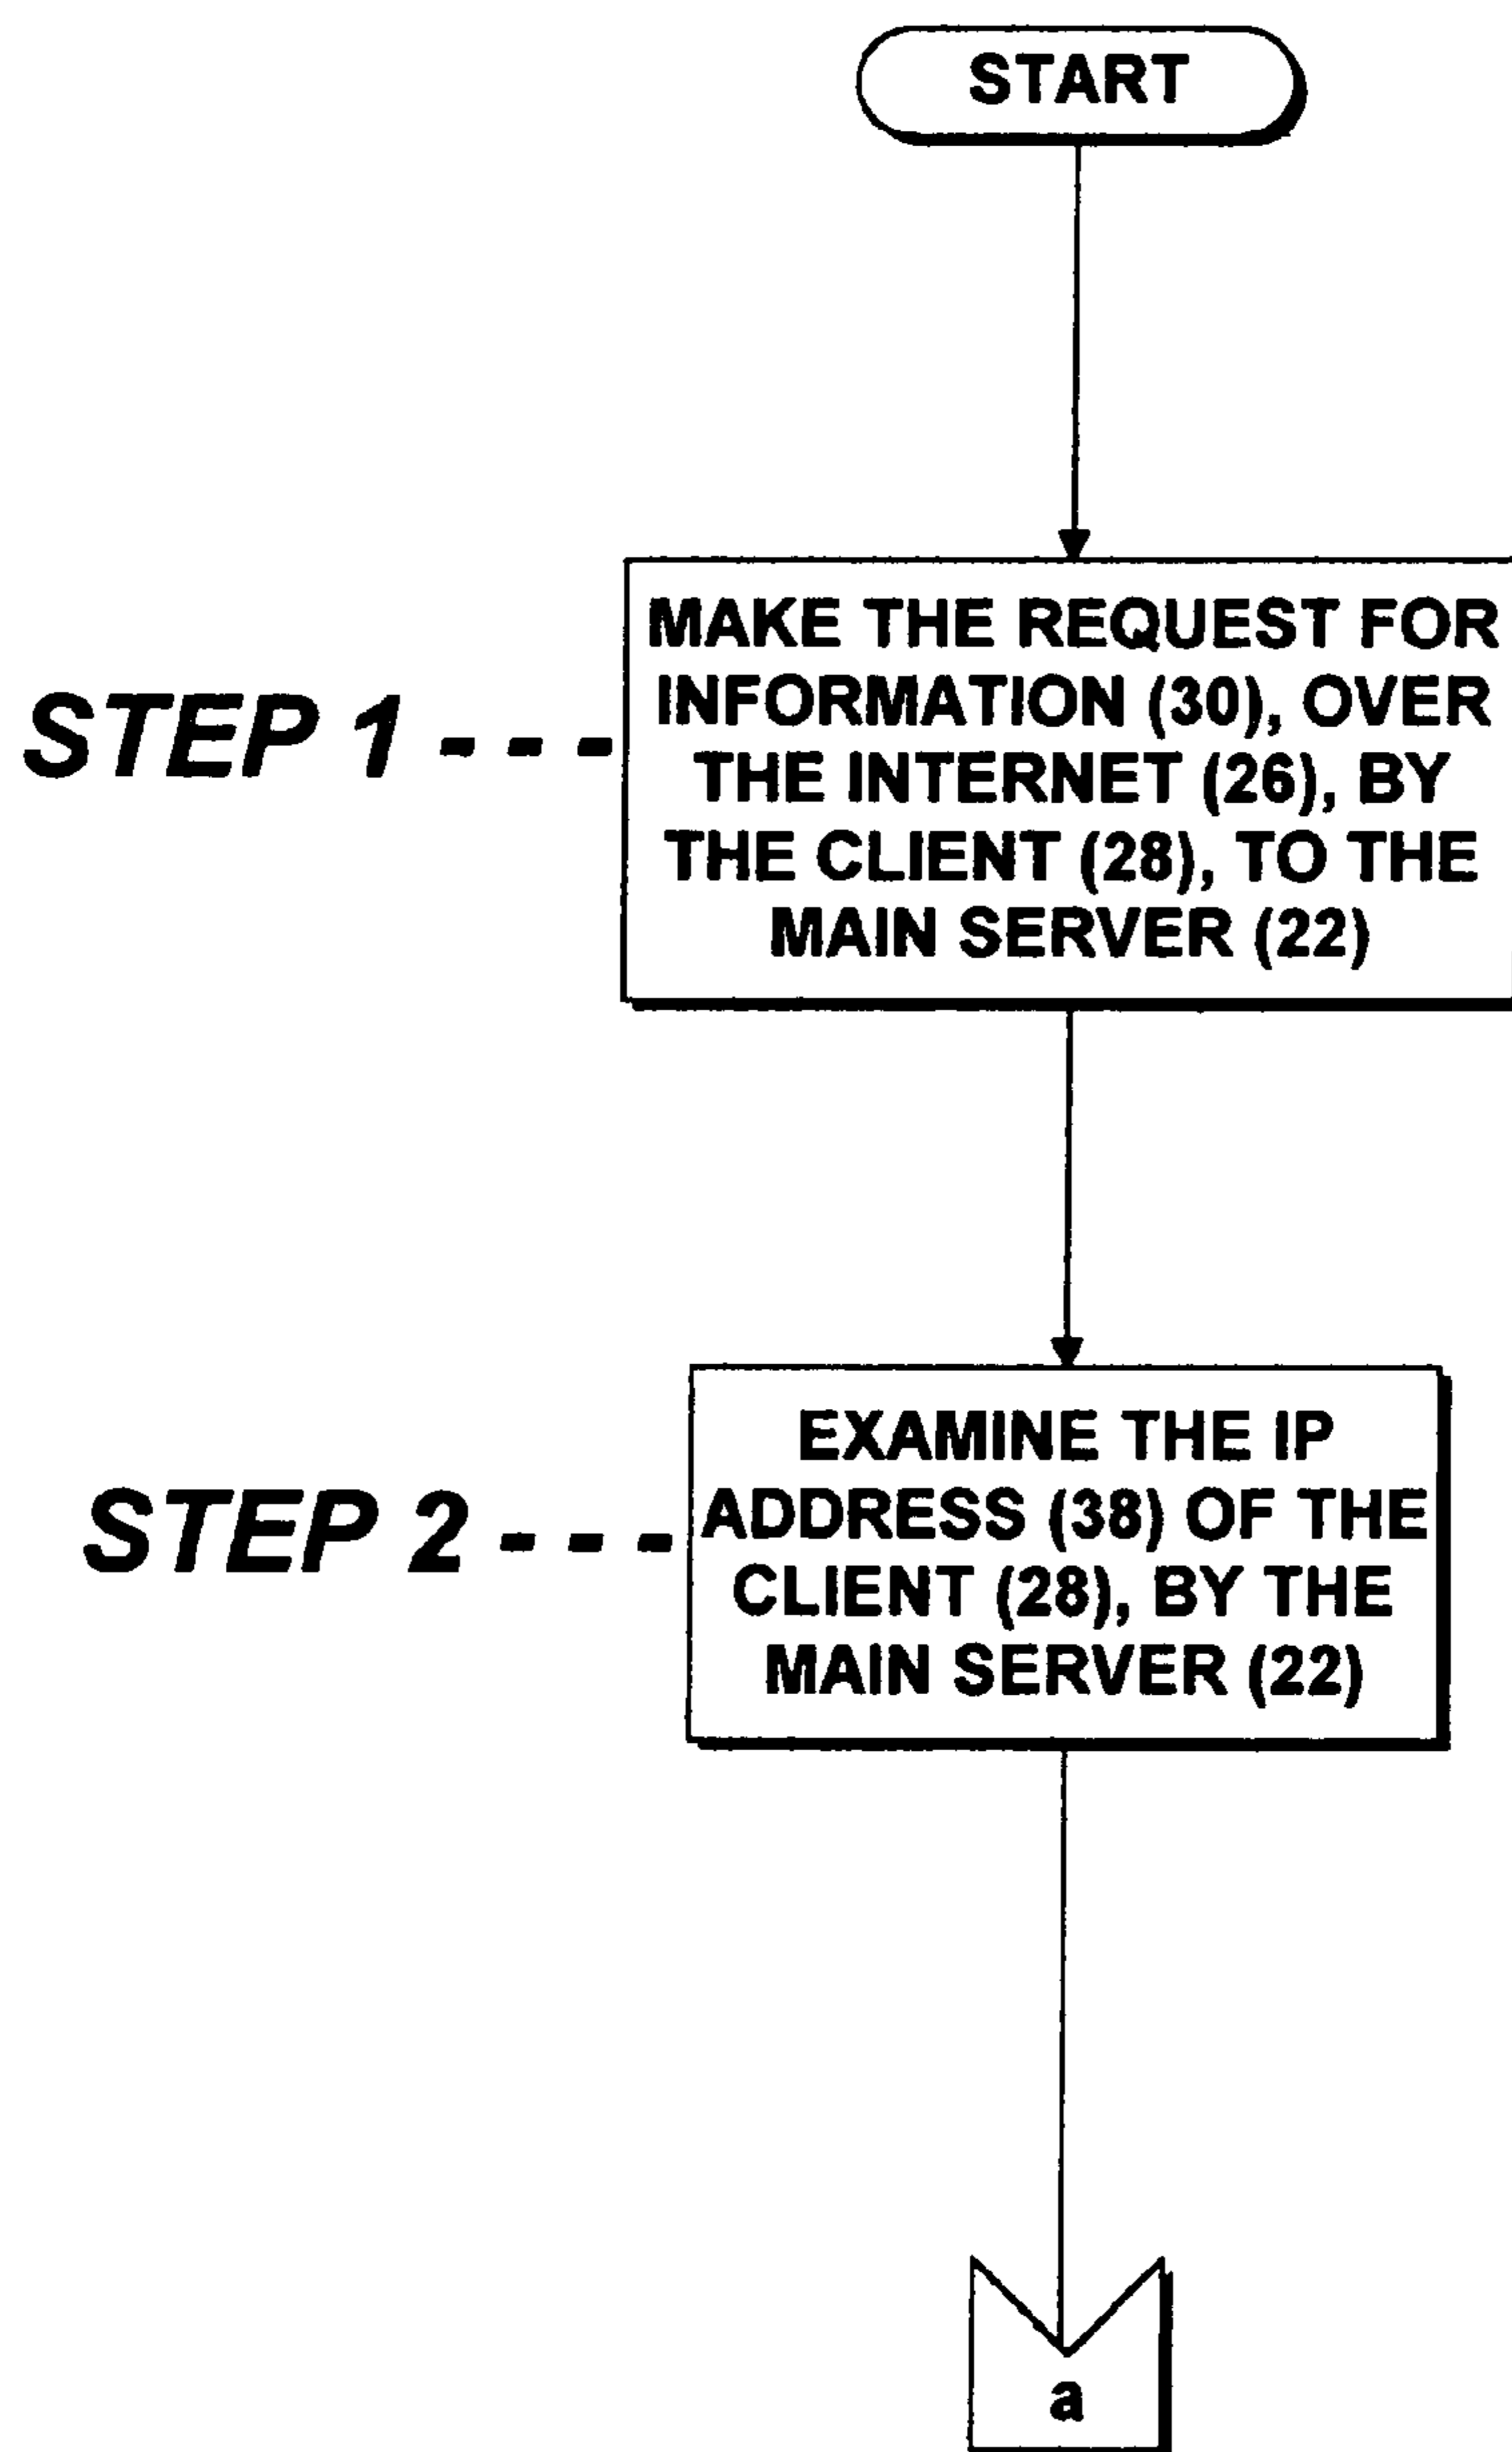 START
MAKE THE REQUEST FOR
INFORMATION (30), OVER
THE INTERNET (26), BY
THE CLIENT (28), TO THE
MAIN SERVER (22)
STEP 1 - - -
EXAMINE THE IP
ADDRESS (38) OF THE
CLIENT (28), BY THE
MAIN SERVER (22)
STEP 2 - - -
a